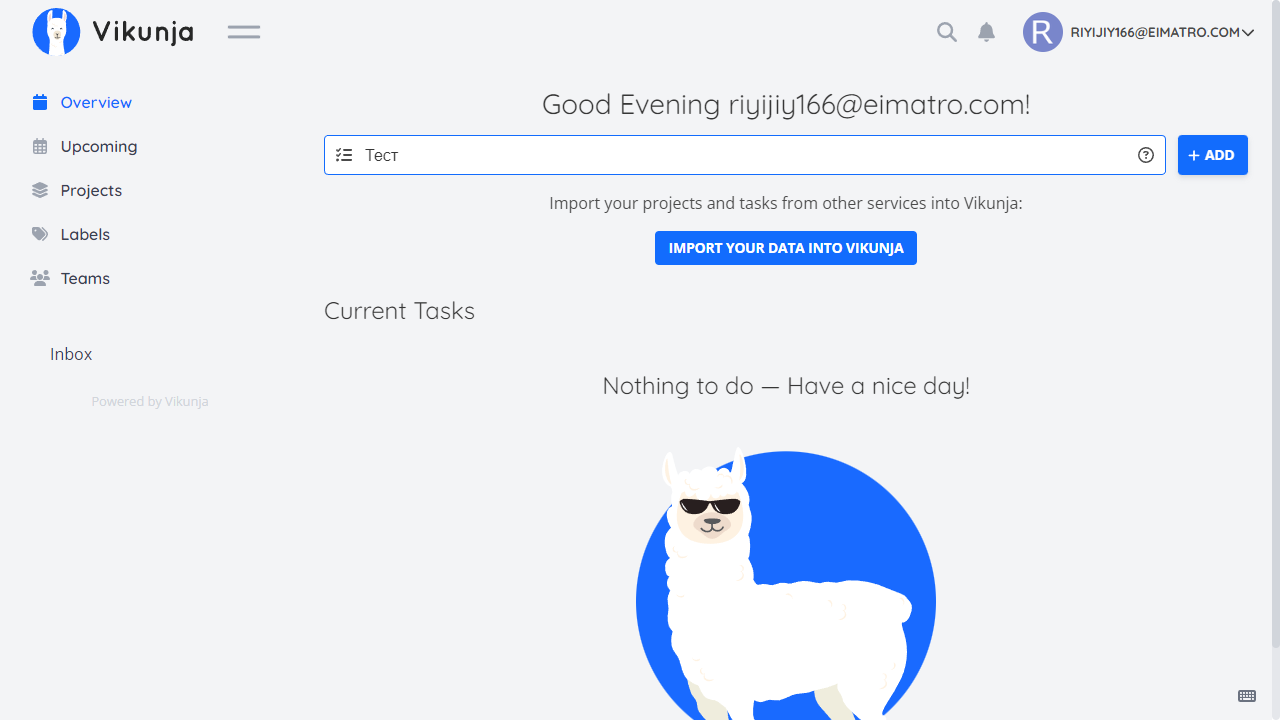 Vikunja
RIYIJIY166@EIMATRO.COM
Overview
Upcoming
Projects
Labels
Teams
Inbox
Powered by Vikunja
Good Evening riyijiy166@eimatro.com!
Тест
ADD
Import your projects and tasks from other services into Vikunja:
IMPORT YOUR DATA INTO VIKUNJA
Current Tasks
Nothing to do — Have a nice day!